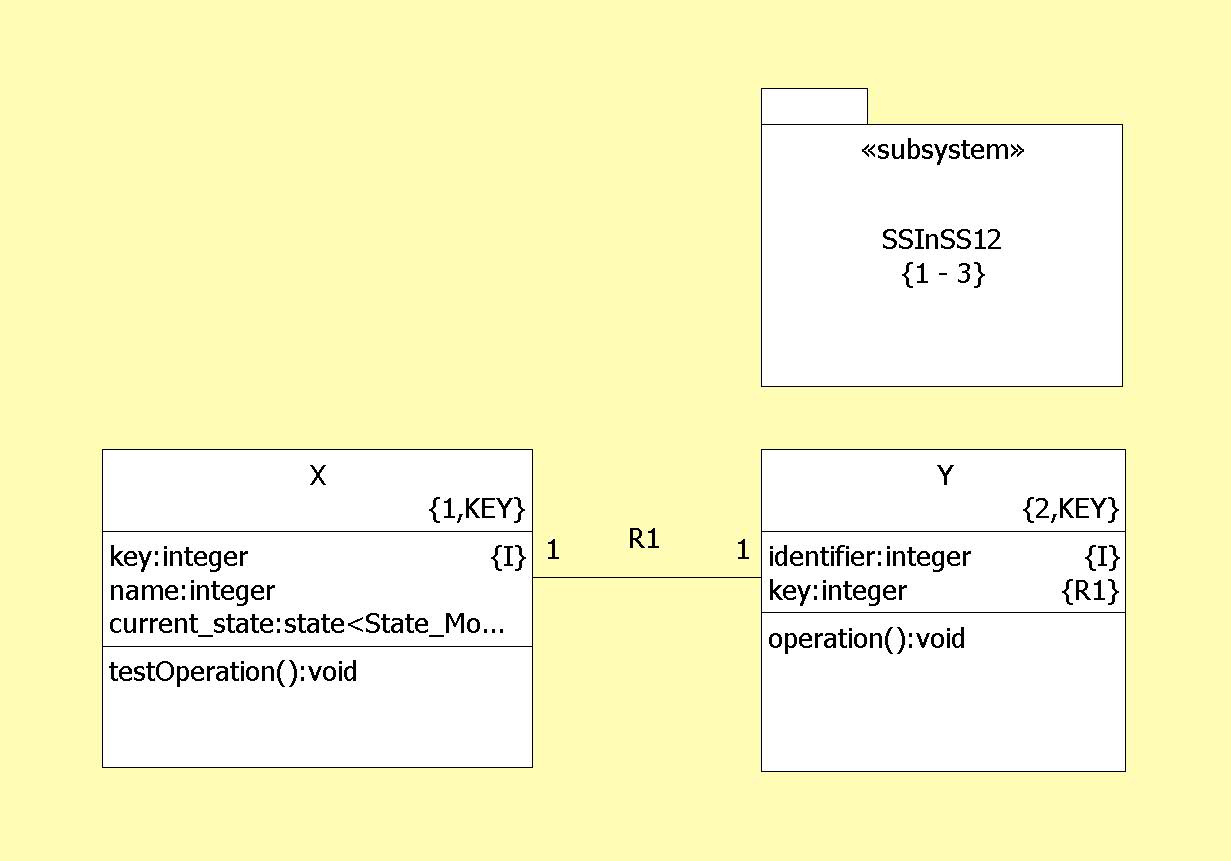 «subsystem»
SSInSS12
{1 - 3}
X
{1,KEY}
key:integer {I}
name:integer
current_state:state<State_Mo...
testOperation():void
1 R1 1
Y
{2,KEY}
identifier:integer {I}
key:integer {R1}
operation():void